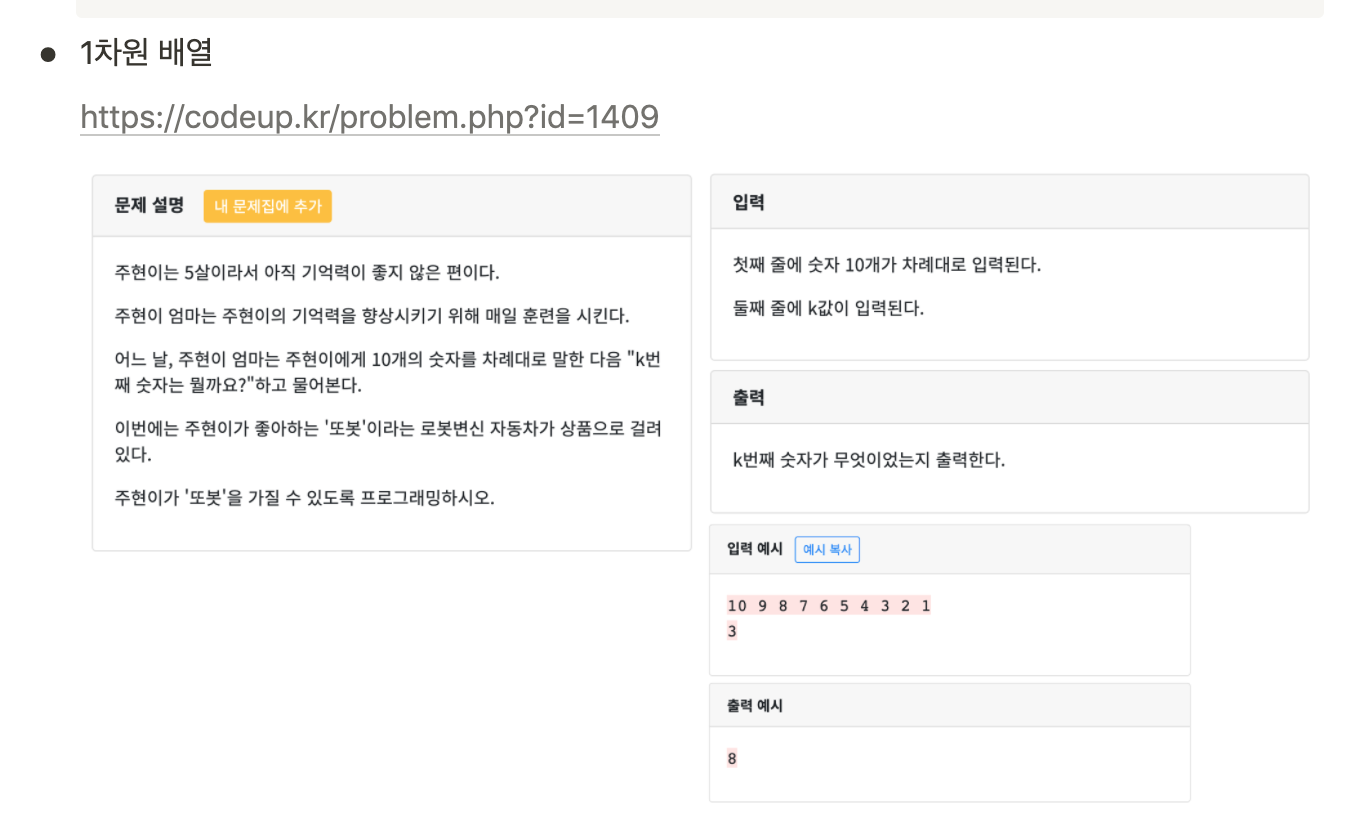 1차원 배열
https://codeup.kr/problem.php?id=1409
문제 설명 내 문제집에 추가
주현이는 5살이라서 아직 기억력이 좋지 않은 편이다.
주현이 엄마는 주현이의 기억력을 향상시키기 위해 매일 훈련을 시킨다.
어느 날, 주현이 엄마는 주현이에게 10개의 숫자를 차례대로 말한 다음 "k번
째 숫자는 뭘까요?"하고 물어본다.
이번에는 주현이가 좋아하는 '또봇'이라는 로봇변신 자동차가 상품으로 걸려
있다.
주현이가 '또봇'을 가질 수 있도록 프로그래밍하시오.
입력
첫째 줄에 숫자 10개가 차례대로 입력된다.
둘째 줄에 k값이 입력된다.
출력
k번째 숫자가 무엇이었는지 출력한다.
입력 예시 예시 복사
10 9 8 7 6 5 4 3 2 1
3
출력 예시
8